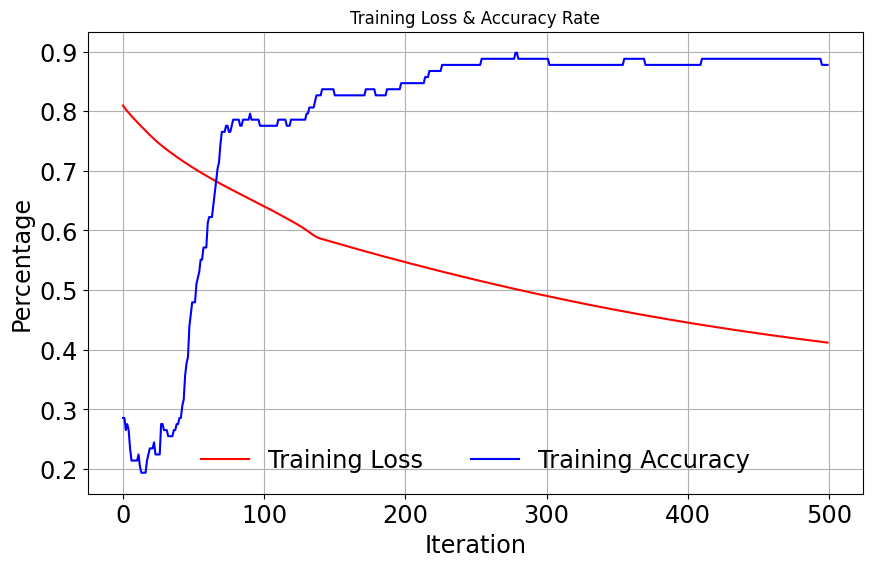 Training Loss & Accuracy Rate
Percentage
0.9
0.8
0.7
0.6
0.5
0.4
0.3
0.2
Training Loss
Training Accuracy
0
100
200
300
400
500
Iteration